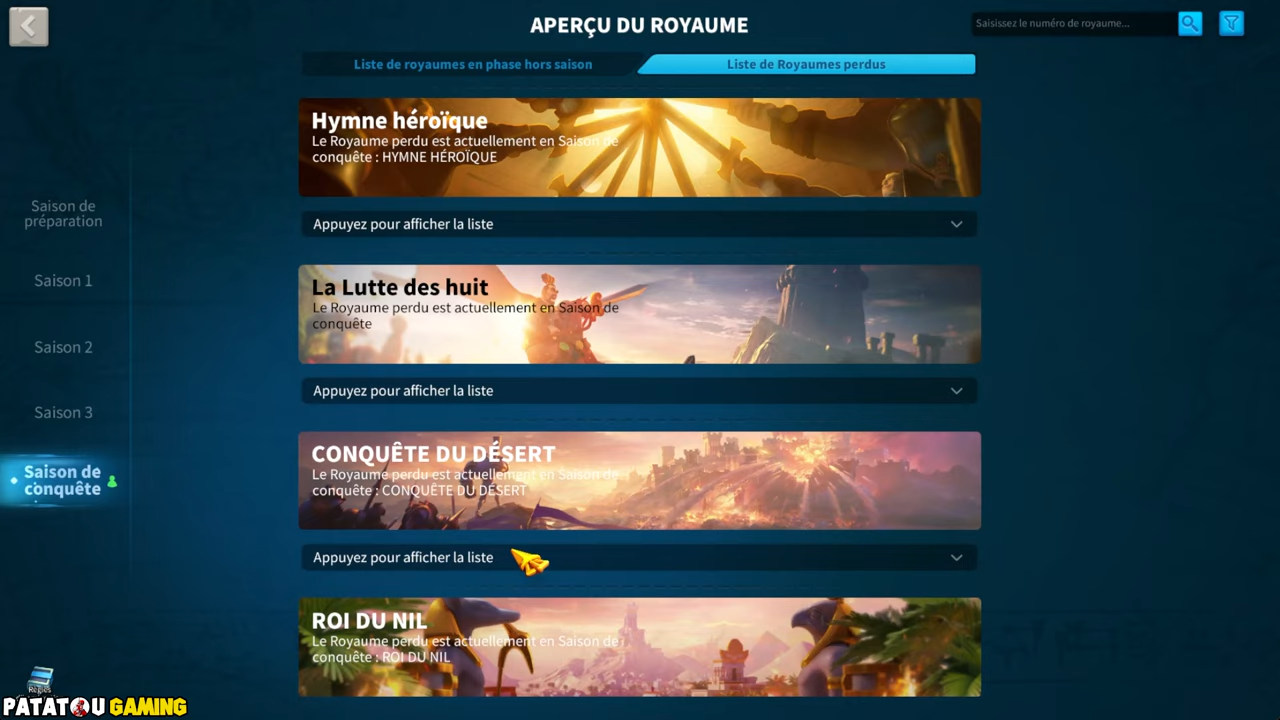 APERÇU DU ROYAUME
Saisissez le numéro de royaume...
Liste de royaumes en phase hors saison
Liste de Royaumes perdus
Saison de
préparation
Saison 1
Saison 2
Saison 3
Saison de
conquête
Hymne héroïque
Le Royaume perdu est actuellement en Saison de
conquête : HYMNE HÉROÏQUE
Appuyez pour afficher la liste
La Lutte des huit
Le Royaume perdu est actuellement en Saison de
conquête
Appuyez pour afficher la liste
CONQUÊTE DU DÉSERT
Le Royaume perdu est actuellement en Saison de
conquête : CONQUÊTE DU DÉSERT
Appuyez pour afficher la liste
ROI DU NIL
Le Royaume perdu est actuellement en Saison de
conquête : ROI DU NIL
Règles
PATATOU GAMING